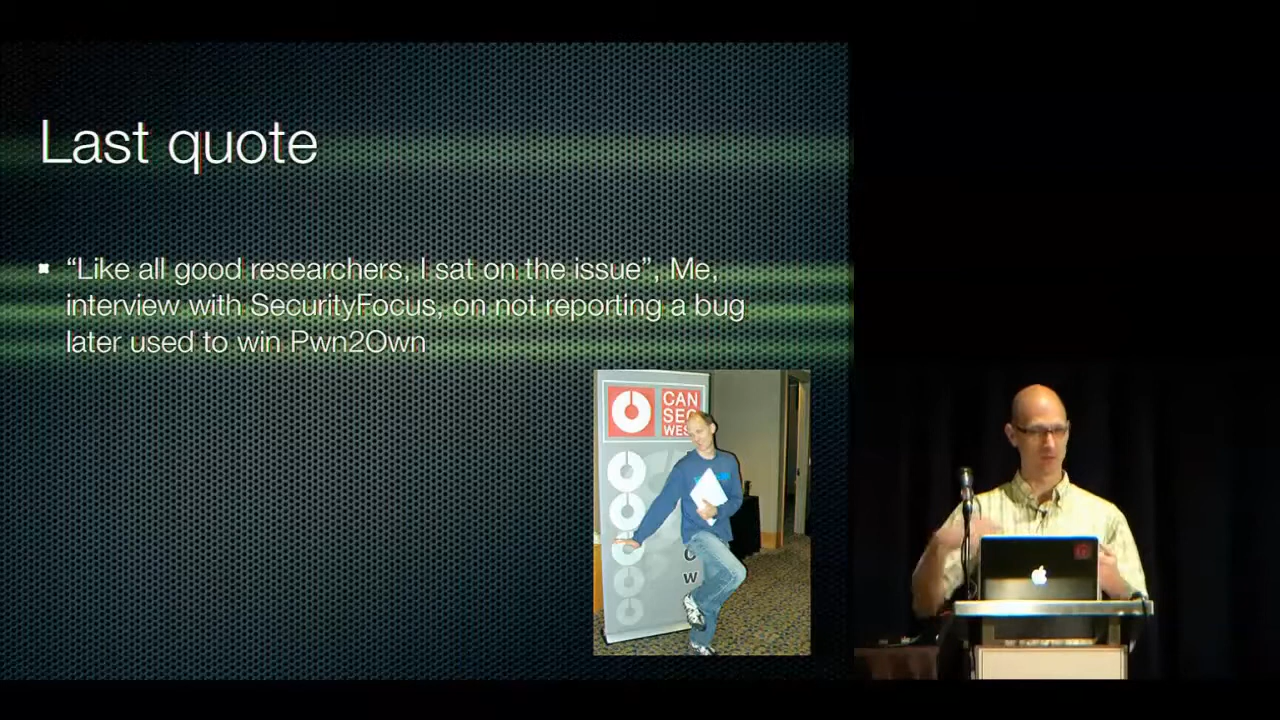 Last quote
“Like all good researchers, I sat on the issue”, Me,
interview with SecurityFocus, on not reporting a bug
later used to win Pwn2Own
CAN
SEC
WES
W